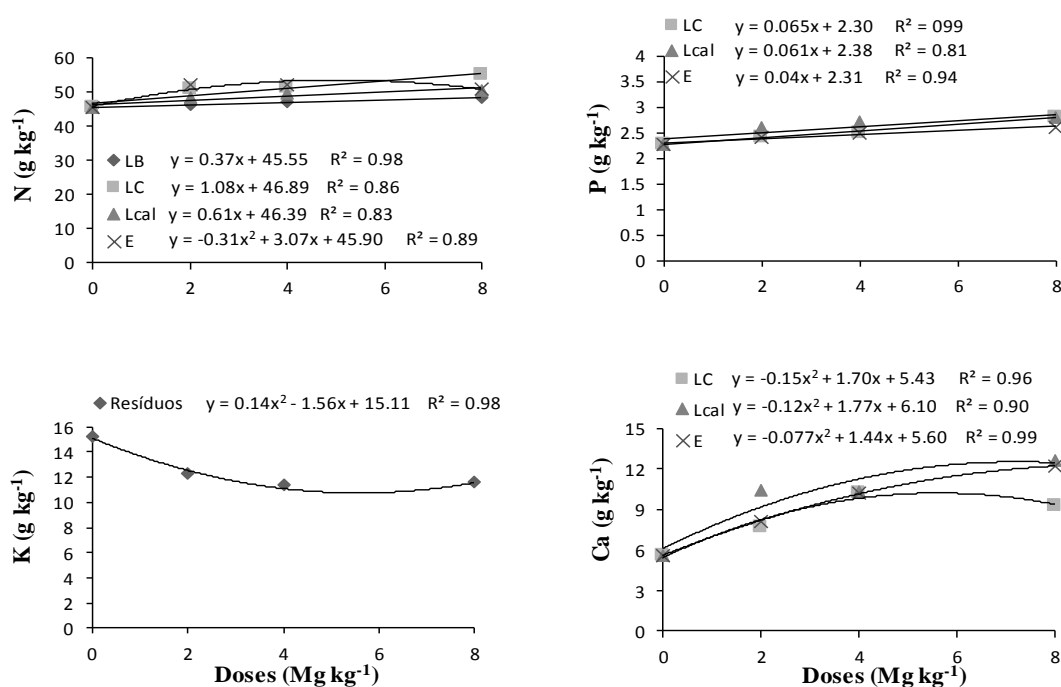 60
50
40
30
20
10
0
N (g kg⁻¹)
LB y = 0.37x + 45.55 R² = 0.98
LC y = 1.08x + 46.89 R² = 0.86
Lcal y = 0.61x + 46.39 R² = 0.83
E y = -0.31x² + 3.07x + 45.90 R² = 0.89
0 2 4 6 8
LC y = 0.065x + 2.30 R² = 099
Lcal y = 0.061x + 2.38 R² = 0.81
E y = 0.04x + 2.31 R² = 0.94
4
3.5
3
2.5
2
1.5
1
0.5
0
P (g kg⁻¹)
0 2 4 6 8
Resíduos y = 0.14x² - 1.56x + 15.11 R² = 0.98
16
14
12
10
8
6
4
2
0
K (g kg⁻¹)
0 2 4 6 8
Doses (Mg kg⁻¹)
LC y = -0.15x² + 1.70x + 5.43 R² = 0.96
Lcal y = -0.12x² + 1.77x + 6.10 R² = 0.90
E y = -0.077x² + 1.44x + 5.60 R² = 0.99
15
12
9
6
3
0
Ca (g kg⁻¹)
0 2 4 6 8
Doses (Mg kg⁻¹)